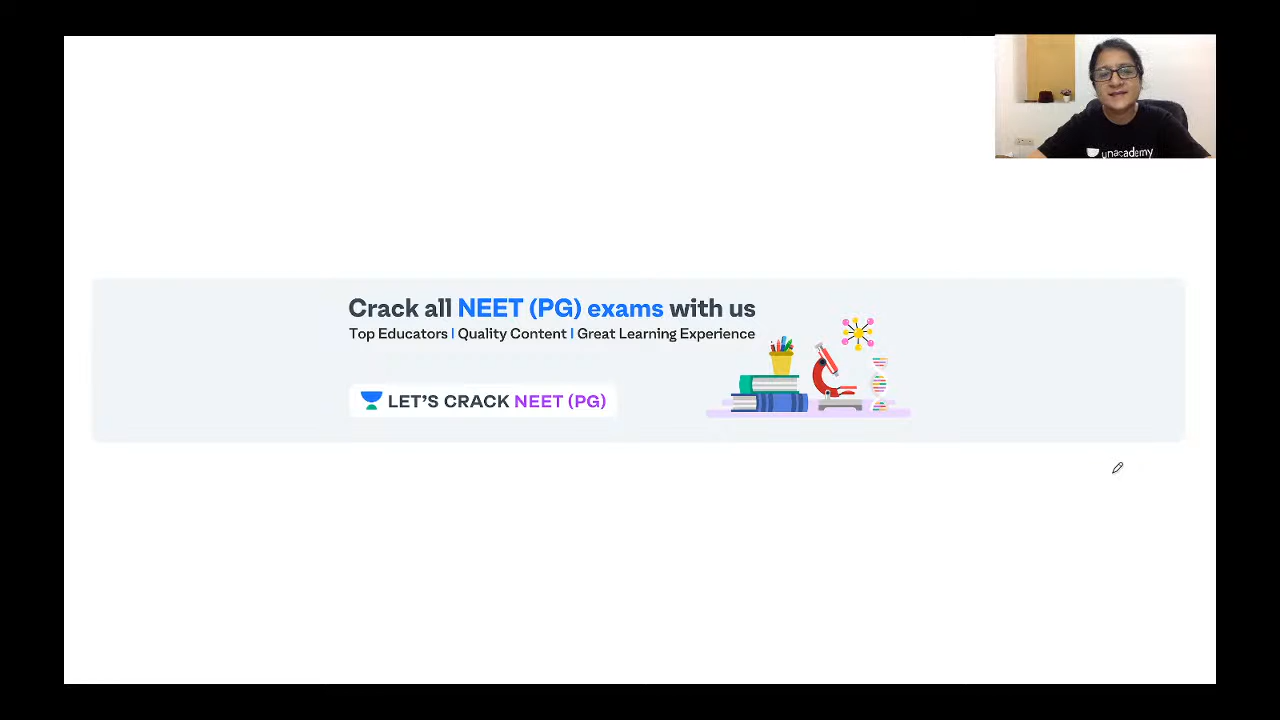 unacademy
Crack all NEET (PG) exams with us
Top Educators | Quality Content | Great Learning Experience
LET'S CRACK NEET (PG)